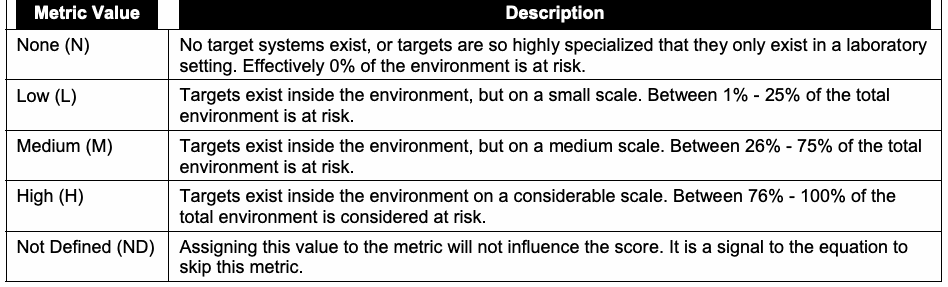 Metric Value Description
None (N) No target systems exist, or targets are so highly specialized that they only exist in a laboratory
setting. Effectively 0% of the environment is at risk.
Low (L) Targets exist inside the environment, but on a small scale. Between 1% - 25% of the total
environment is at risk.
Medium (M) Targets exist inside the environment, but on a medium scale. Between 26% - 75% of the total
environment is at risk.
High (H) Targets exist inside the environment on a considerable scale. Between 76% - 100% of the
total environment is considered at risk.
Not Defined (ND) Assigning this value to the metric will not influence the score. It is a signal to the equation to
skip this metric.